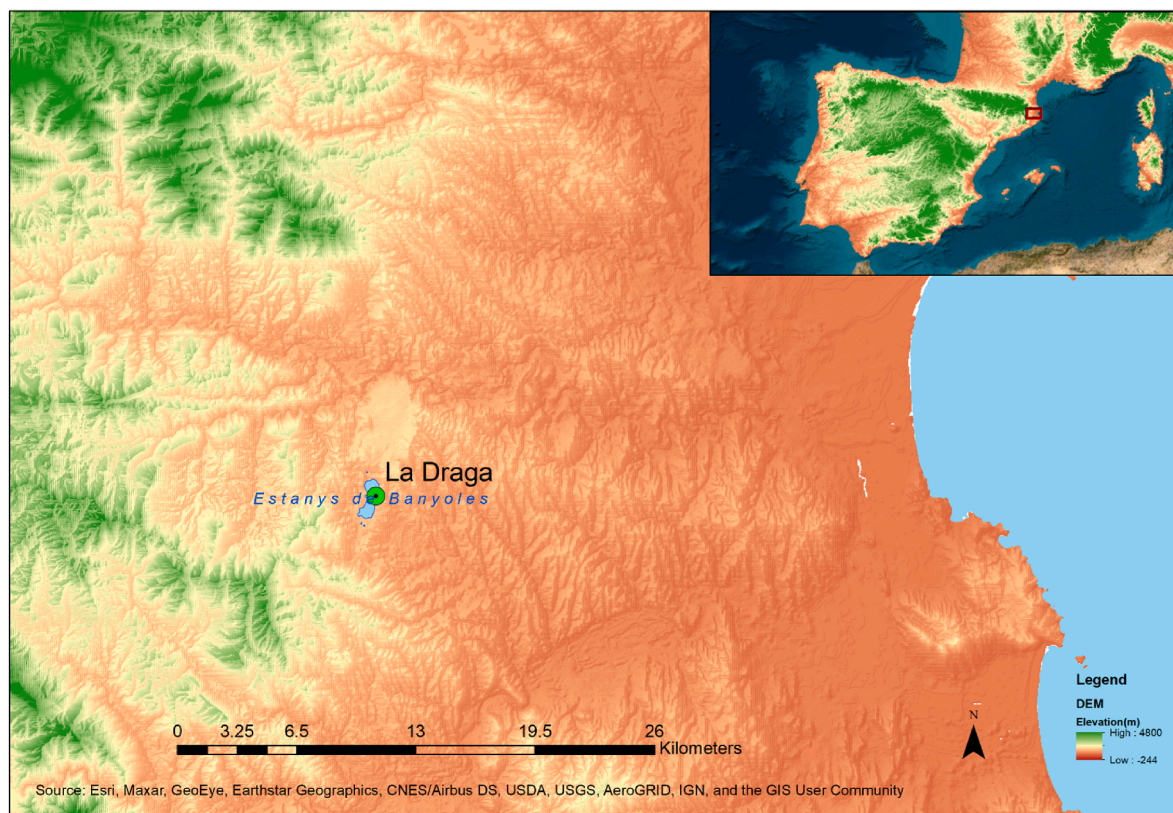 La Draga
Estanys de Banyoles
0 3.25 6.5 13 19.5 26
Kilometers
N
Legend
DEM
Elevation(m)
High : 4800
Low : -244
Source: Esri, Maxar, GeoEye, Earthstar Geographics, CNES/Airbus DS, USDA, USGS, AeroGRID, IGN, and the GIS User Community